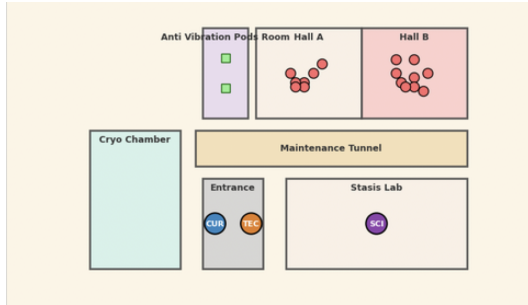 Anti Vibration Pods Room
Hall A
Hall B
Cryo Chamber
Maintenance Tunnel
Entrance
Stasis Lab
CUR
TEC
SCI